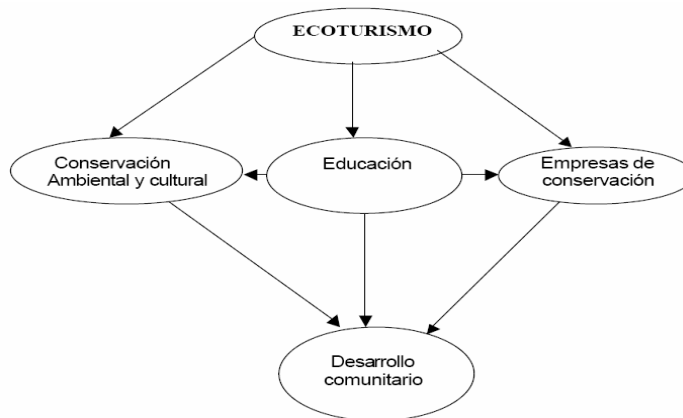 ECOTURISMO
Conservación
Ambiental y cultural
Educación
Empresas de
conservación
Desarrollo
comunitario